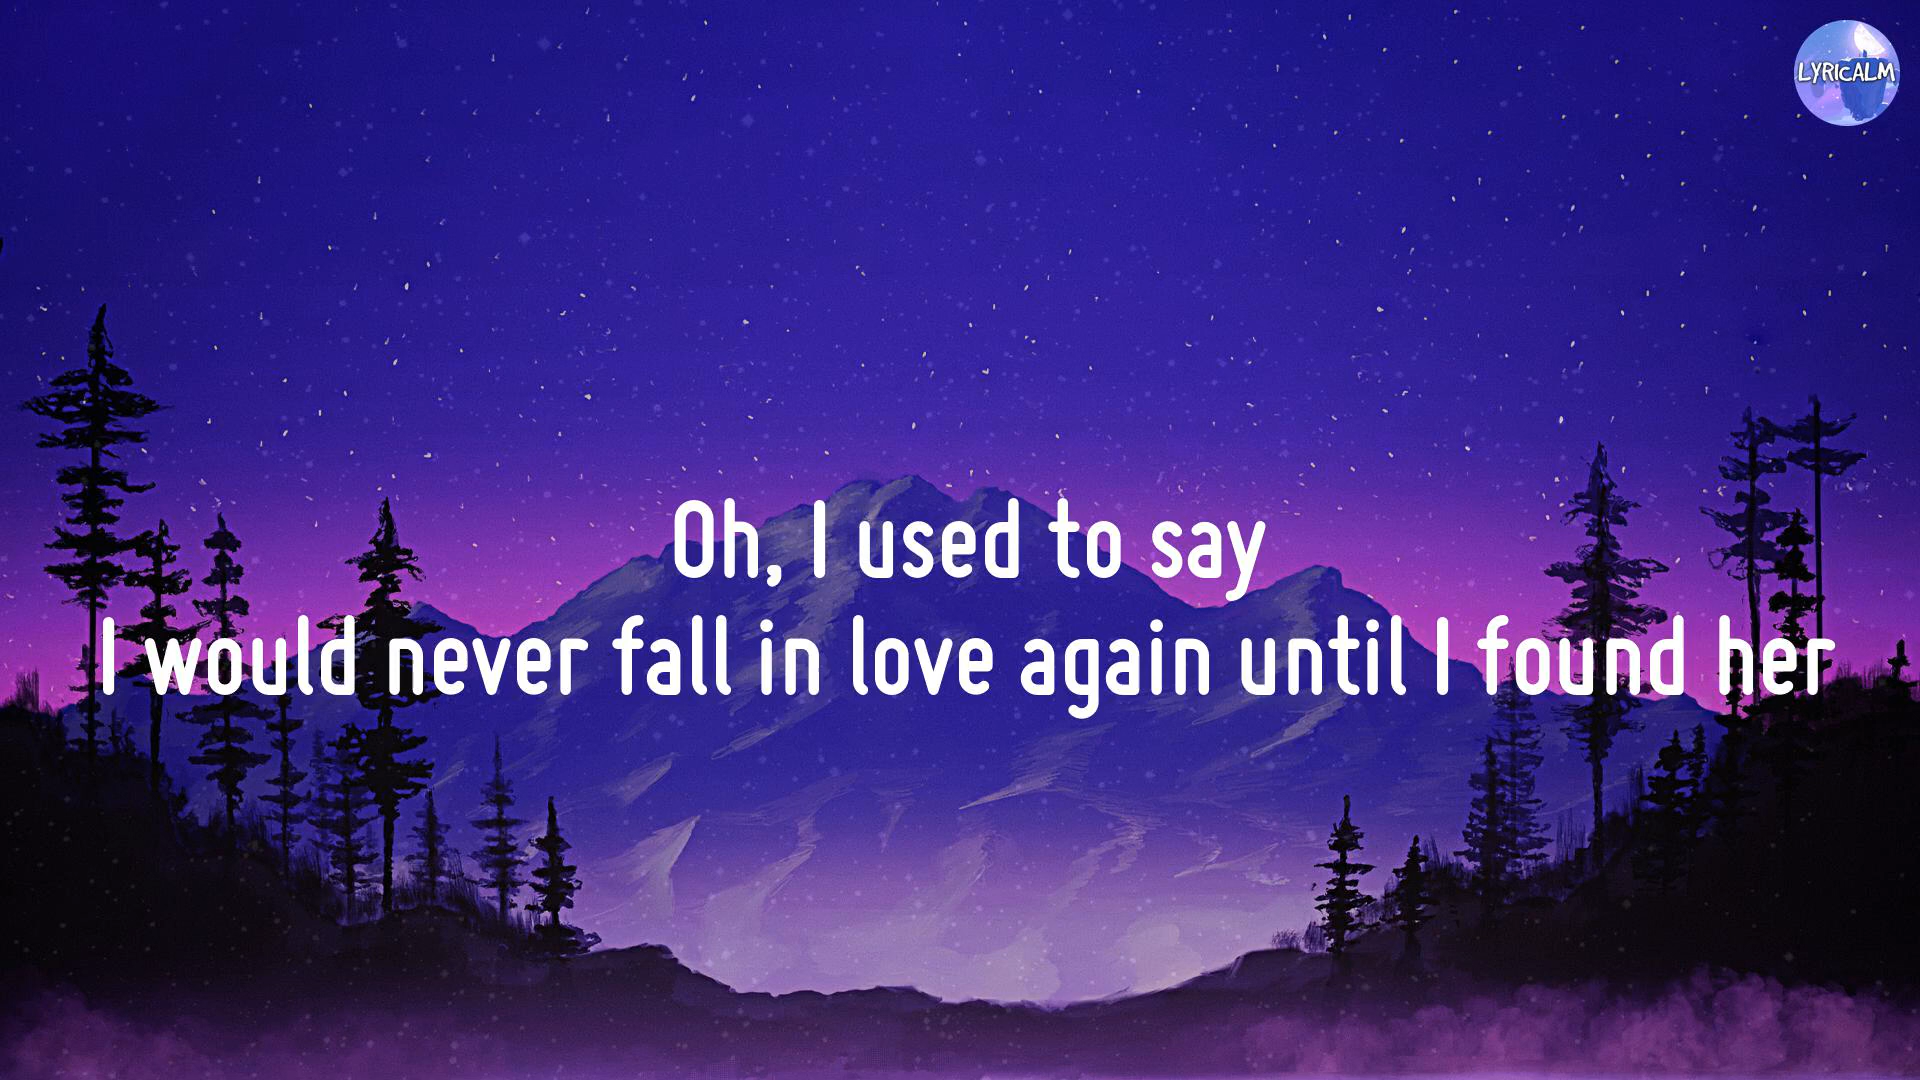 LYRICALM
Oh, I used to say
I would never fall in love again until I found her